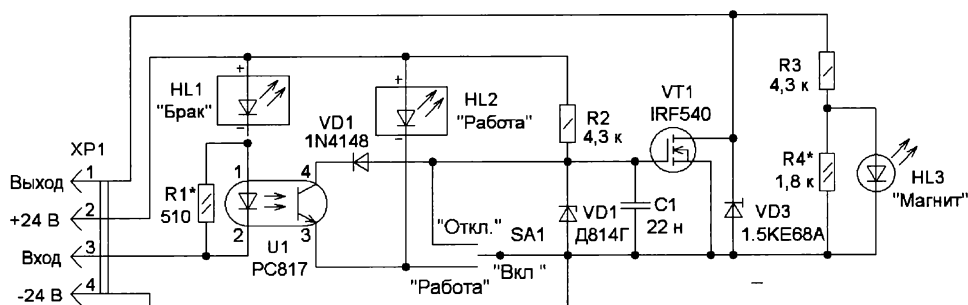 HL1
"Брак"
+
−
HL2
"Работа"
+
−
VD1
1N4148
R2
4,3 к
VT1
IRF540
R3
4,3 к
XP1
Выход
1
+24 В
2
Вход
3
-24 В
4
R1*
510
1
2
4
3
U1
PC817
"Откл."
SA1
"Вкл "
"Работа"
VD1
Д814Г
C1
22 н
VD3
1.5KE68A
R4*
1,8 к
HL3
"Магнит"
−